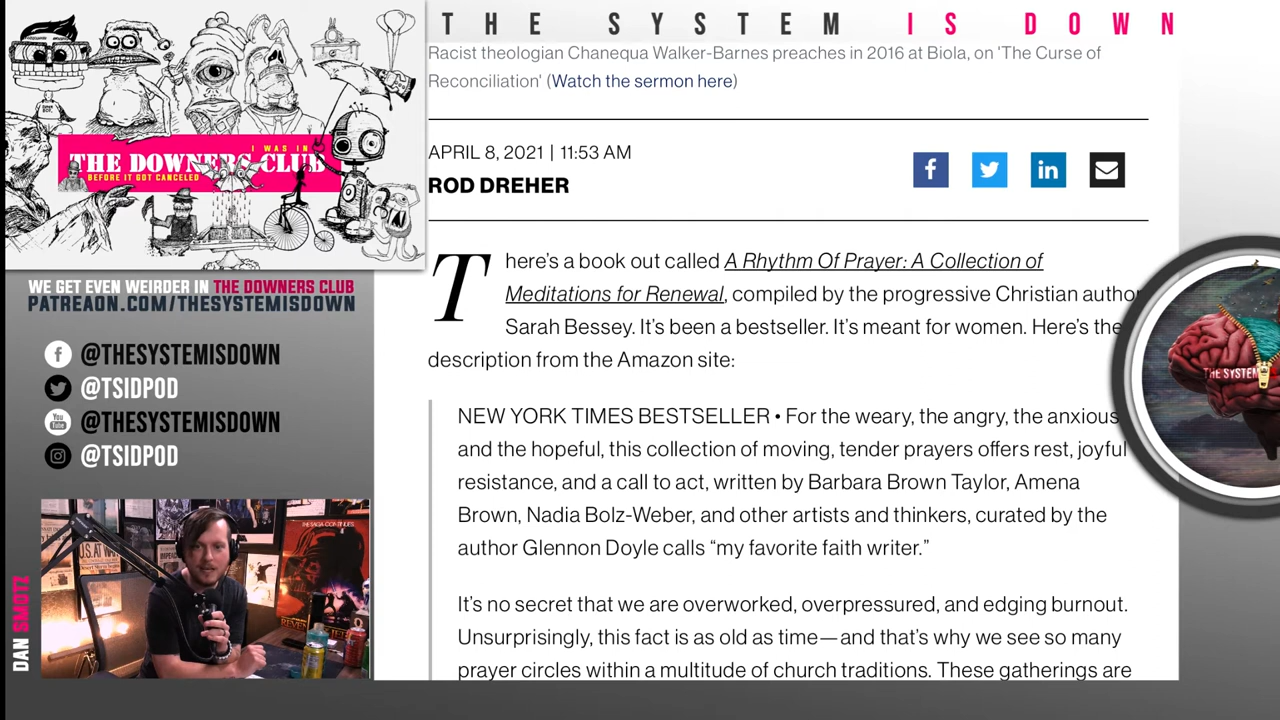 THE SYSTEM IS DOWN
Racist theologian Chanequa Walker-Barnes preaches in 2016 at Biola, on 'The Curse of
Reconciliation' (Watch the sermon here)
APRIL 8, 2021 | 11:53 AM
ROD DREHER
There's a book out called A Rhythm Of Prayer: A Collection of
Meditations for Renewal, compiled by the progressive Christian author
Sarah Bessey. It's been a bestseller. It's meant for women. Here's the
description from the Amazon site:
NEW YORK TIMES BESTSELLER • For the weary, the angry, the anxious,
and the hopeful, this collection of moving, tender prayers offers rest, joyful
resistance, and a call to act, written by Barbara Brown Taylor, Amena
Brown, Nadia Bolz-Weber, and other artists and thinkers, curated by the
author Glennon Doyle calls “my favorite faith writer.”
It’s no secret that we are overworked, overpressured, and edging burnout.
Unsurprisingly, this fact is as old as time—and that’s why we see so many
prayer circles within a multitude of church traditions. These gatherings are
I WAS IN
THE DOWNERS CLUB
BEFORE IT GOT CANCELED
WE GET EVEN WEIRDER IN THE DOWNERS CLUB
PATREAON.COM/THESYSTEMISDOWN
@THESYSTEMISDOWN
@TSIDPOD
You
Tube
@THESYSTEMISDOWN
@TSIDPOD
DAN SMOTZ
THE SYSTEM